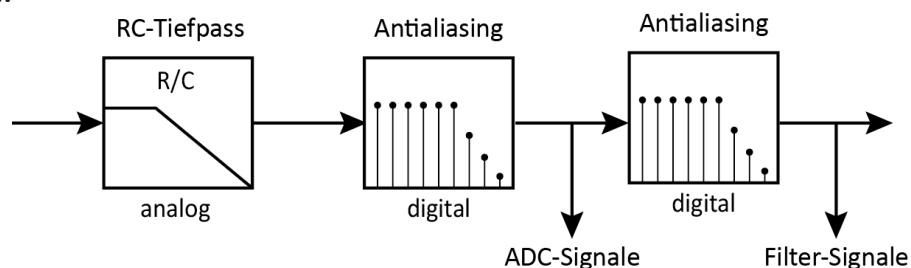 RC-Tiefpass
Antialiasing
Antialiasing
R/C
analog
digital
digital
ADC-Signale
Filter-Signale